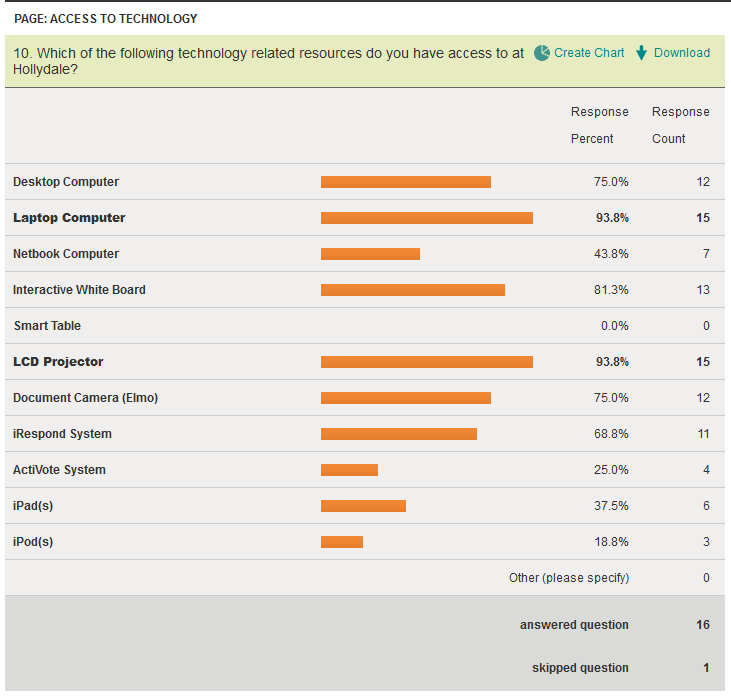 PAGE: ACCESS TO TECHNOLOGY
10. Which of the following technology related resources do you have access to at Hollydale?
Create Chart
Download
Response Percent
Response Count
Desktop Computer 75.0% 12
Laptop Computer 93.8% 15
Netbook Computer 43.8% 7
Interactive White Board 81.3% 13
Smart Table 0.0% 0
LCD Projector 93.8% 15
Document Camera (Elmo) 75.0% 12
iRespond System 68.8% 11
ActiVote System 25.0% 4
iPad(s) 37.5% 6
iPod(s) 18.8% 3
Other (please specify) 0
answered question 16
skipped question 1